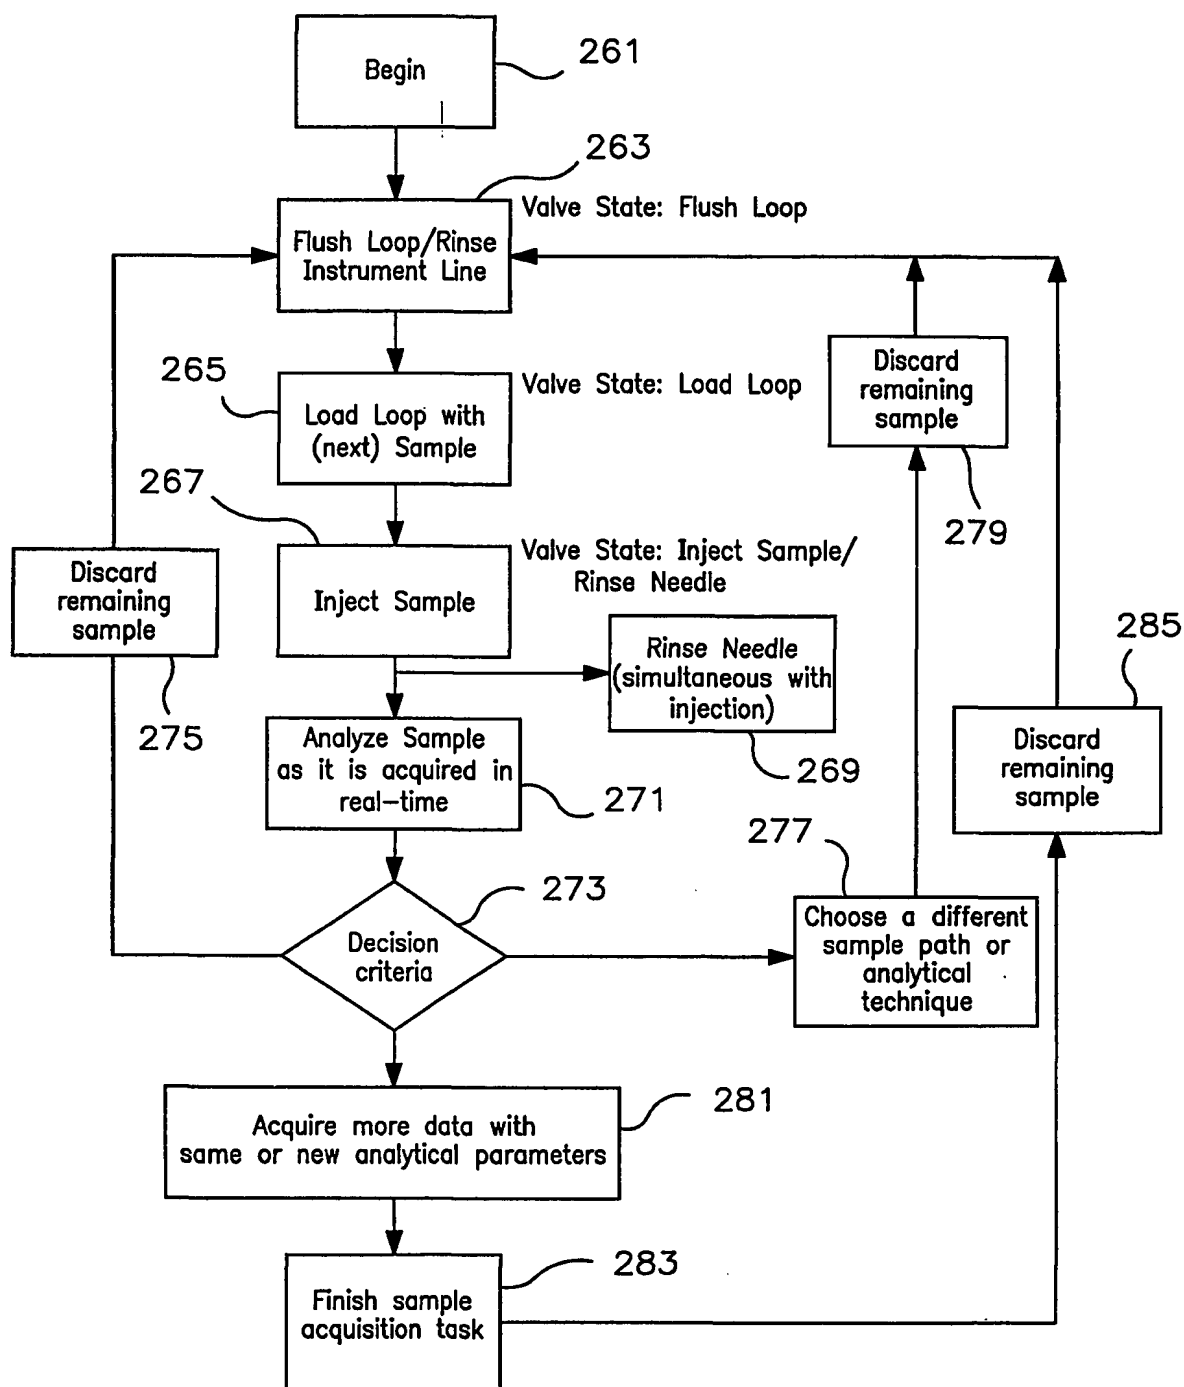 Begin
261
263
Valve State: Flush Loop
Flush Loop/Rinse
Instrument Line
265
Valve State: Load Loop
Load Loop with
(next) Sample
Discard
remaining
sample
279
267
Valve State: Inject Sample/
Rinse Needle
Inject Sample
Discard
remaining
sample
275
Rinse Needle
(simultaneous with
injection)
269
285
Discard
remaining
sample
Analyze Sample
as it is acquired in
real-time
271
273
Decision
criteria
277
Choose a different
sample path or
analytical
technique
281
Acquire more data with
same or new analytical parameters
283
Finish sample
acquisition task